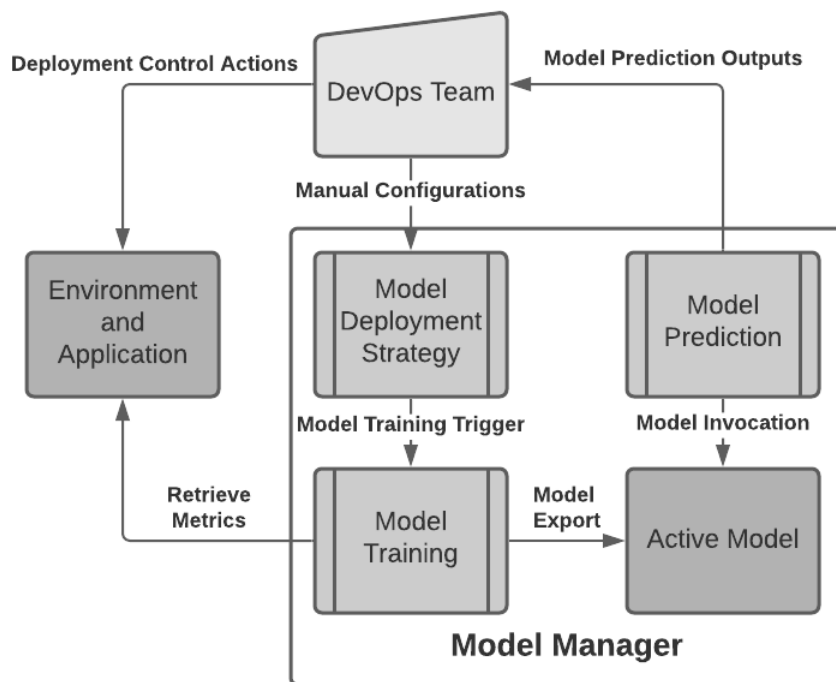 Deployment Control Actions
DevOps Team
Model Prediction Outputs
Manual Configurations
Environment
and
Application
Model
Deployment
Strategy
Model
Prediction
Model Training Trigger
Model Invocation
Retrieve
Metrics
Model
Training
Model
Export
Active Model
Model Manager